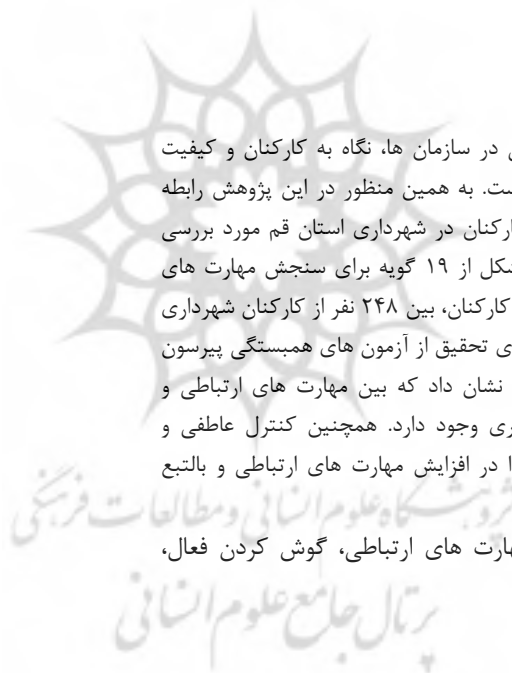 در سازمان ها، نگاه به کارکنان و کیفیت
ست. به همین منظور در این پژوهش رابطه
ارکنان در شهرداری استان قم مورد بررسی
شکل از ۱۹ گویه برای سنجش مهارت های
کارکنان، بین ۲۴۸ نفر از کارکنان شهرداری
ی تحقیق از آزمون های همبستگی پیرسون
نشان داد که بین مهارت های ارتباطی و
ری وجود دارد. همچنین کنترل عاطفی و
ا در افزایش مهارت های ارتباطی و بالتبع
پژوهشگاه علوم انسانی و مطالعات فرهنگی
هارت های ارتباطی، گوش کردن فعال،
پرتال جامع علوم انسانی